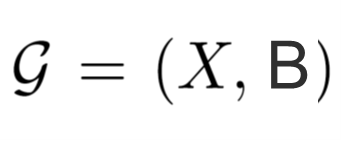 𝒢 = (X, B)